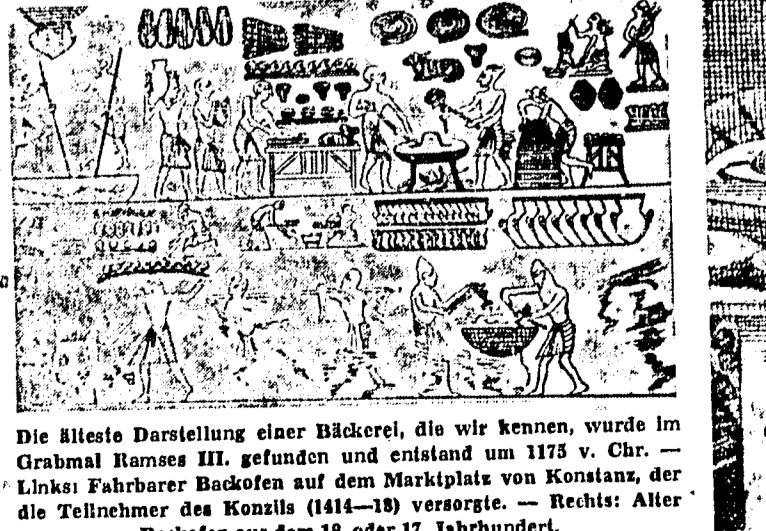 Die älteste Darstellung einer Bäckerei, die wir kennen, wurde im
Grabmal Ramses III. gefunden und entstand um 1175 v. Chr. —
Links: Fahrbarer Backofen auf dem Marktplatz von Konstanz, der
die Teilnehmer des Konzils (1414—18) versorgte. — Rechts: Alter
Backofen aus dem oder 17. Jahrhundert.